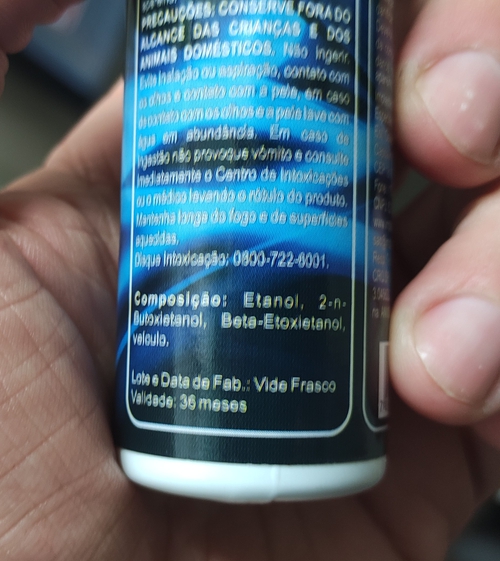 PRECAUÇÕES: CONSERVE FORA DO
ALCANCE DAS CRIANÇAS E DOS
ANIMAIS DOMÉSTICOS. Não ingerir.
Evite inalação ou aspiração, contato com
os olhos e contato com a pele, em caso
de contato com os olhos e a pele lave com
água em abundância. Em caso de
ingestão não provoque vômito e consulte
imediatamente o Centro de Intoxicações
ou o médico levando o rótulo do produto.
Mantenha longe do fogo e de superfícies
aquecidas.
Disque Intoxicação: 0800-722-6001.
Composição: Etanol, 2-n-
Butoxietanol, Beta-Etoxietanol,
veículo.
Lote e Data de Fab.: Vide Frasco
Validade: 36 meses